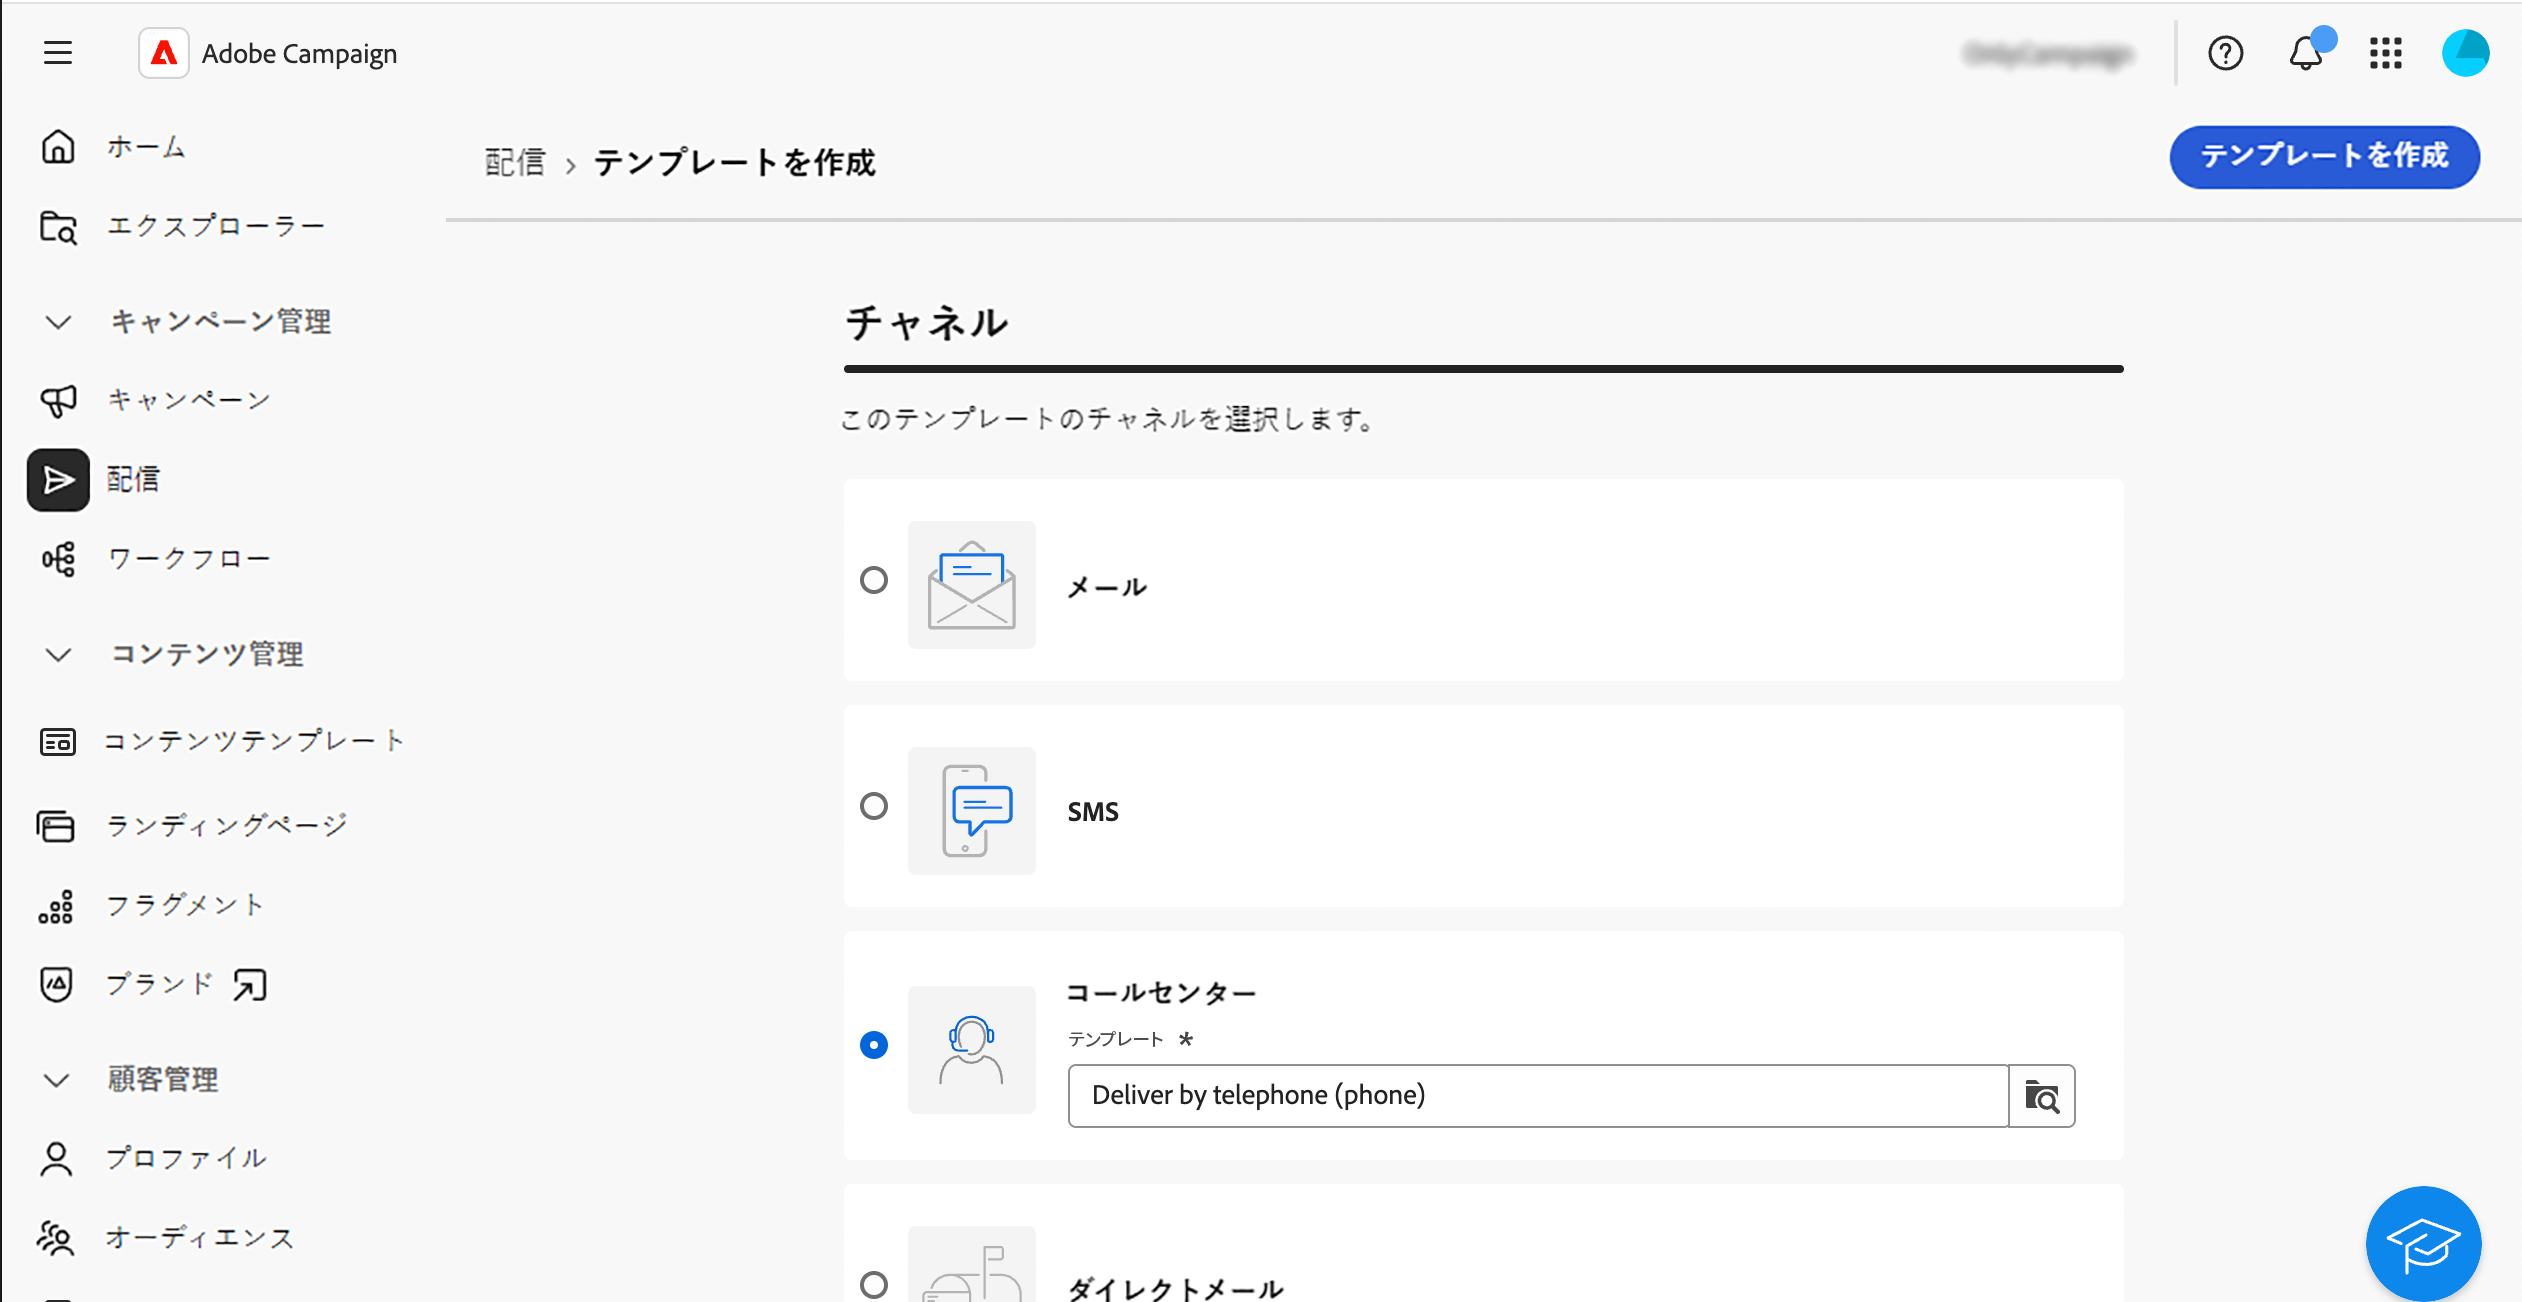 Adobe Campaign
ホーム
エクスプローラー
キャンペーン管理
キャンペーン
配信
ワークフロー
コンテンツ管理
コンテンツテンプレート
ランディングページ
フラグメント
ブランド
顧客管理
プロファイル
オーディエンス
配信 › テンプレートを作成
テンプレートを作成
チャネル
このテンプレートのチャネルを選択します。
メール
SMS
コールセンター
テンプレート *
Deliver by telephone (phone)
ダイレクトメール